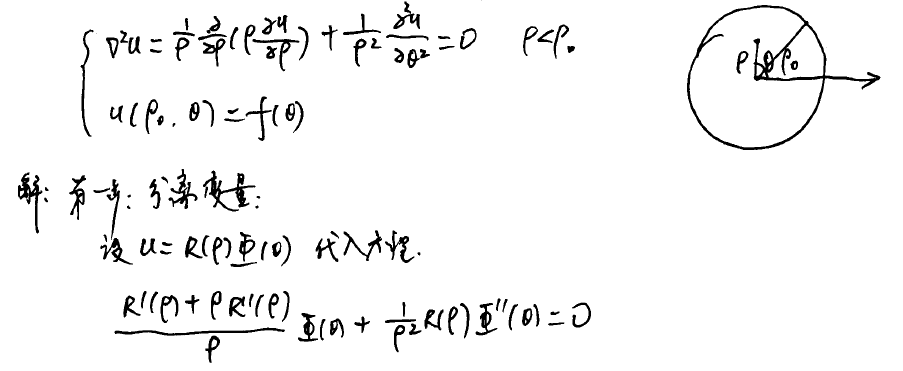 { ∇²u = 1/ρ ∂/∂ρ(ρ ∂u/∂ρ) + 1/ρ² ∂²u/∂θ² = 0  ρ<ρ₀
u(ρ₀, θ) = f(θ)
ρ θ ρ₀
解: 第一步: 分离变量:
设 u = R(ρ)Φ(θ) 代入方程.
(R'(ρ) + ρR''(ρ))/ρ Φ(θ) + 1/ρ² R(ρ)Φ''(θ) = 0